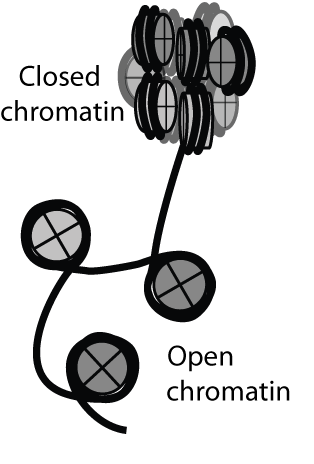 Closed
chromatin
Open
chromatin